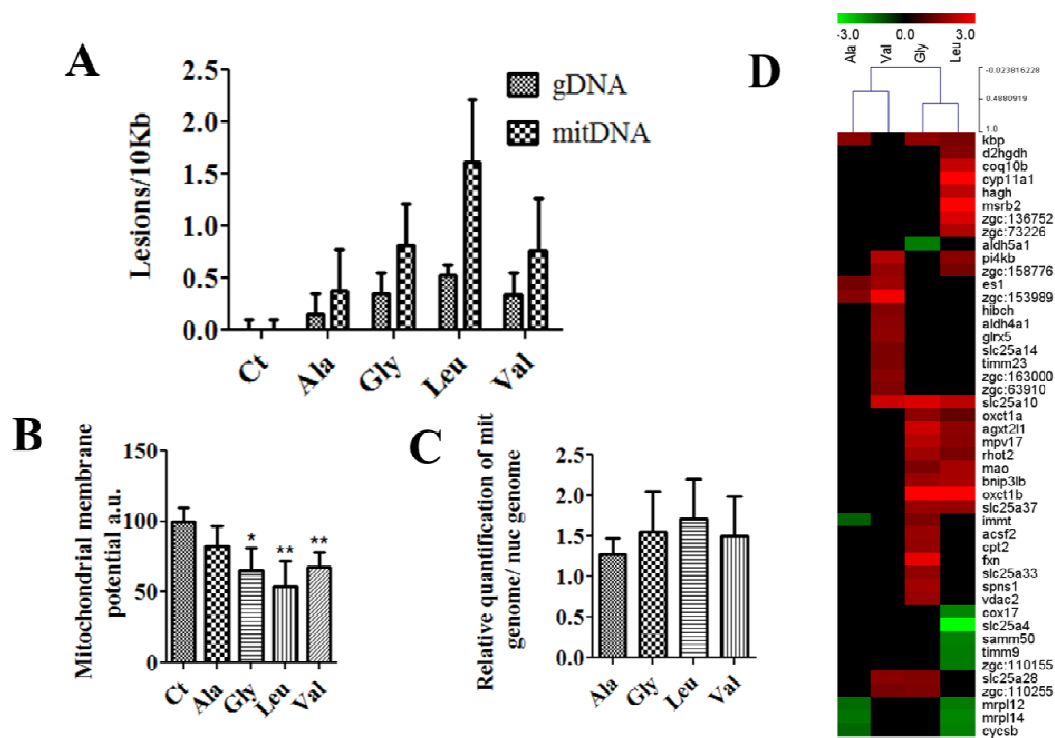 A
Lesions/10Kb
2.5
2.0
1.5
1.0
0.5
0.0
gDNA
mitDNA
Ct
Ala
Gly
Leu
Val
B
Mitochondrial membrane
potential a.u.
150
100
50
0
*
**
**
Ct
Ala
Gly
Leu
Val
C
Relative quantification of mit
genome/ nuc genome
2.5
2.0
1.5
1.0
0.5
0.0
Ala
Gly
Leu
Val
D
-3.0 0.0 3.0
Ala
Val
Gly
Leu
-0.023816228
0.4880919
1.0
kbp
d2hgdh
coq10b
cyp11a1
hagh
msrb2
zgc:136752
zgc:73226
aldh5a1
pi4kb
zgc:158776
es1
zgc:153989
hibch
aldh4a1
glrx5
slc25a14
timm23
zgc:163000
zgc:63910
slc25a10
oxct1a
agxt2l1
mpv17
rhot2
mao
bnip3lb
oxct1b
slc25a37
immt
acsf2
cpt2
fxn
slc25a33
spns1
vdac2
cox17
slc25a4
samm50
timm9
zgc:110155
slc25a28
zgc:110255
mrpl12
mrpl14
cycsb